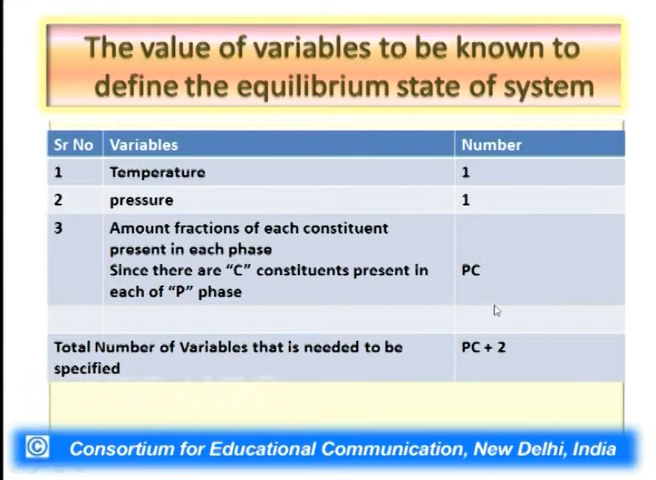 The value of variables to be known to
define the equilibrium state of system
Sr No Variables Number
1 Temperature 1
2 pressure 1
3 Amount fractions of each constituent
present in each phase
Since there are “C” constituents present in PC
each of “P” phase
Total Number of Variables that is needed to be PC + 2
specified
© Consortium for Educational Communication, New Delhi, India